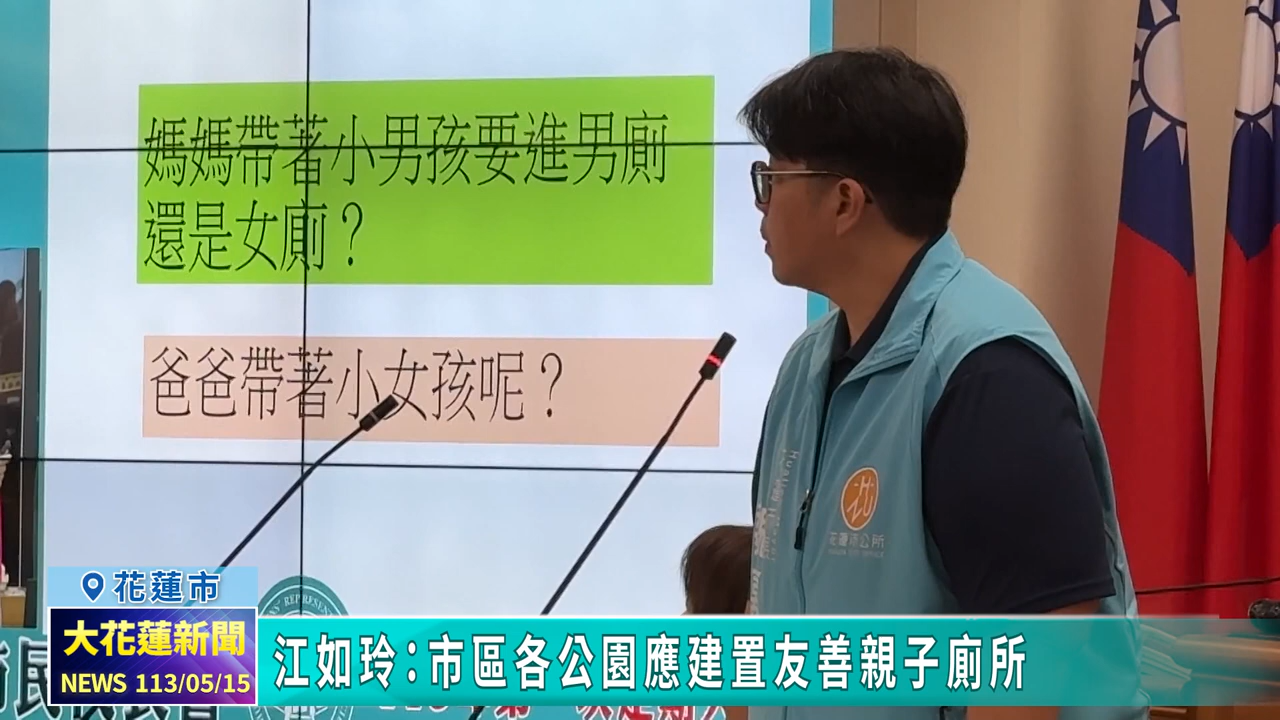 媽媽帶著小男孩要進男廁
還是女廁？
爸爸帶著小女孩呢？
花蓮市公所
花蓮市
大花蓮新聞
NEWS 113/05/15
江如玲:市區各公園應建置友善親子廁所